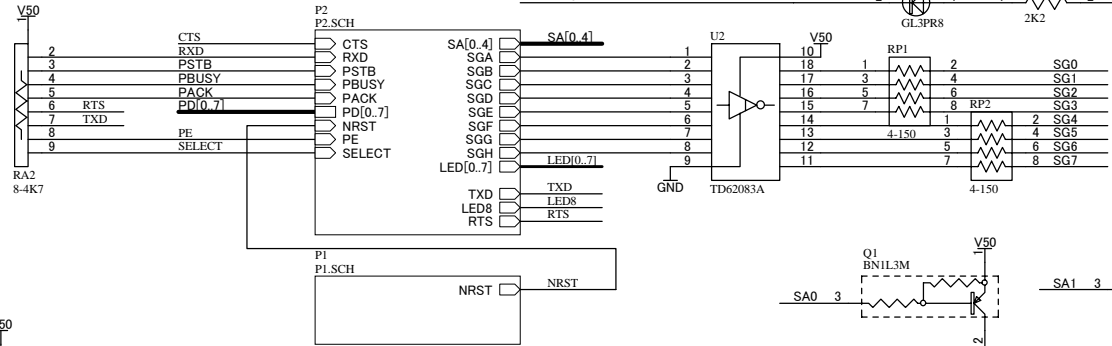 V50
1
P2
P2.SCH
GL3PR8
2K2
CTS
2 RXD
3 PSTB
4 PBUSY
5 PACK
6 RTS PD[0..7]
7 TXD
8 PE
9 SELECT
RA2
8-4K7
CTS
RXD
PSTB
PBUSY
PACK
PD[0..7]
NRST
PE
SELECT
SA[0..4]
SGA
SGB
SGC
SGD
SGE
SGF
SGG
SGH
LED[0..7]
TXD
LED8
RTS
SA[0..4]
LED[0..7]
TXD
LED8
RTS
U2
1
2
3
4
5
6
7
8
9
GND
10
18
17
16
15
14
13
12
11
TD62083A
V50
RP1
1 2 SG0
3 4 SG1
5 6 SG2
7 8 SG3
4-150
RP2
1 2 SG4
3 4 SG5
5 6 SG6
7 8 SG7
4-150
P1
P1.SCH
NRST NRST
Q1
BN1L3M
V50
1
SA0 3
2
SA1 3
50